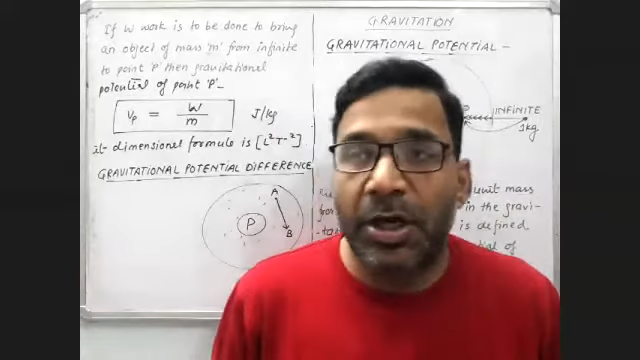 If W work is to be done to bring
an object of mass 'm' from infinite
to point 'P' then gravitational
potential of point 'P'-
Vp = W/m J/kg
it dimensional formula is [L²T⁻²]
GRAVITATIONAL POTENTIAL DIFFERENCE
A
P
B
GRAVITATION
GRAVITATIONAL POTENTIAL-
INFINITE
1kg
unit mass
in the gravi-
is defined
of